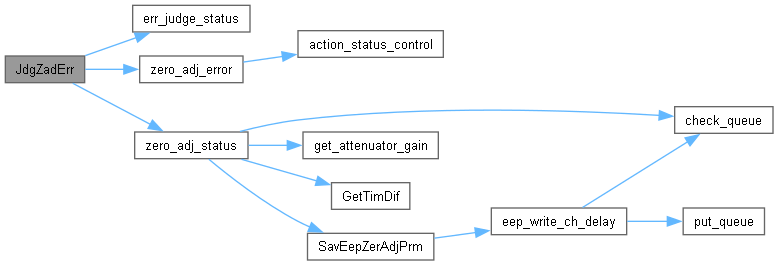 JdgZadErr
err_judge_status
zero_adj_error
action_status_control
zero_adj_status
check_queue
get_attenuator_gain
GetTimDif
SavEepZerAdjPrm
eep_write_ch_delay
put_queue